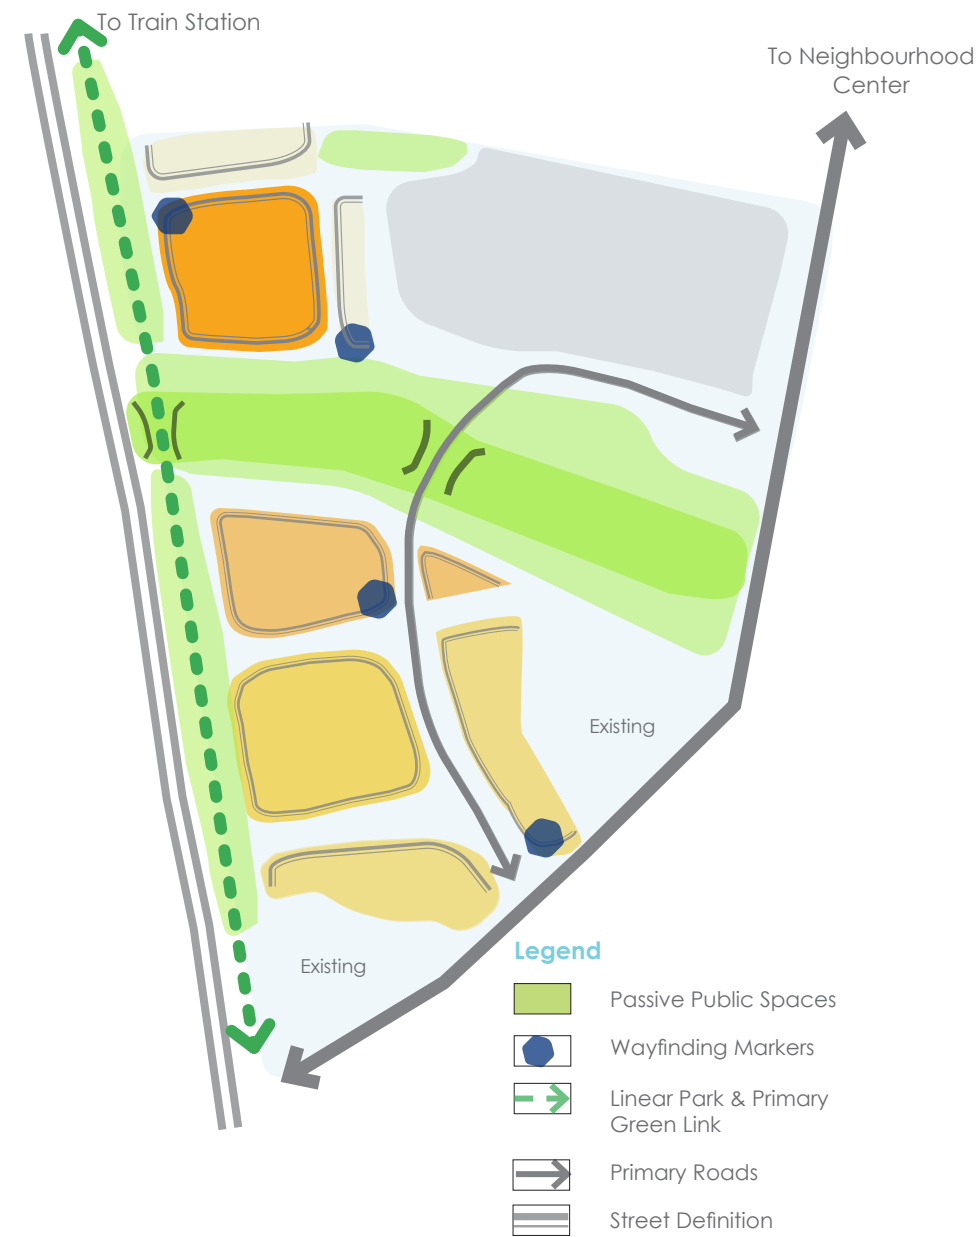 To Train Station
To Neighbourhood
Center
Existing
Existing
Legend
Passive Public Spaces
Wayfinding Markers
Linear Park & Primary
Green Link
Primary Roads
Street Definition